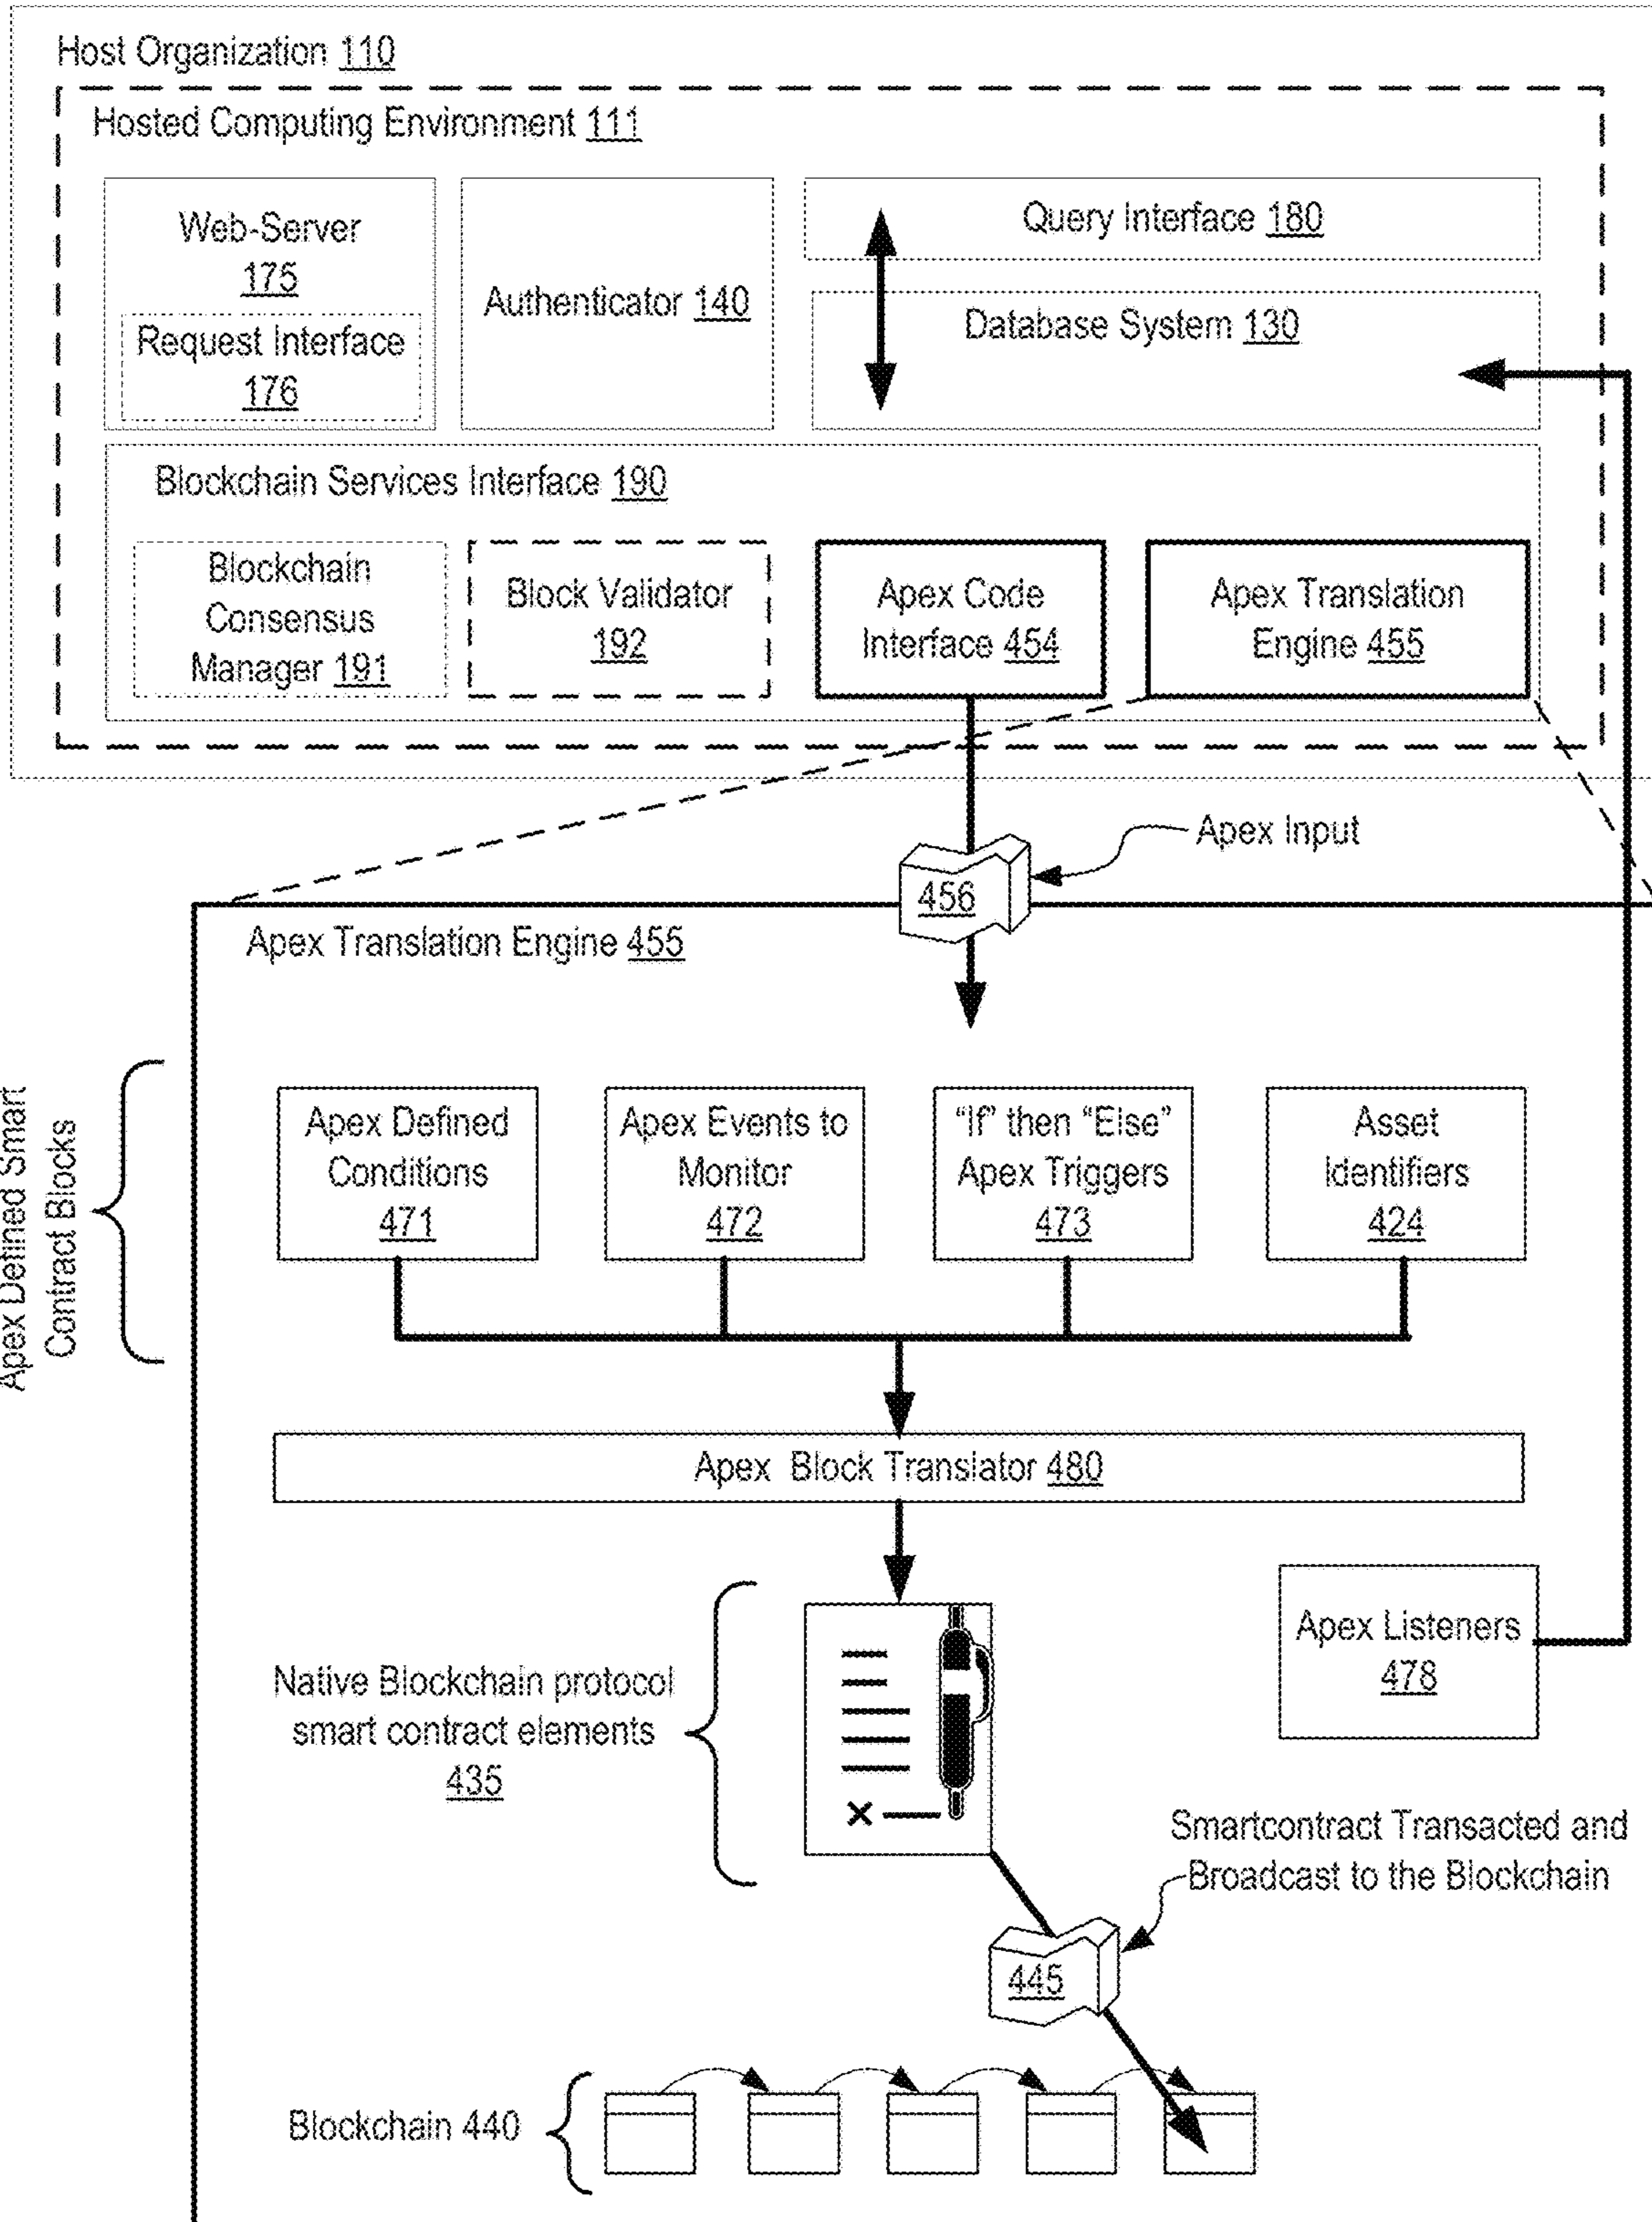 Host Organization 110
Hosted Computing Environment 111
Web-Server
175
Request Interface
176
Authenticator 140
Query Interface 180
Database System 130
Blockchain Services Interface 190
Blockchain
Consensus
Manager 191
Block Validator
192
Apex Code
Interface 454
Apex Translation
Engine 455
Apex Input
456
Apex Translation Engine 455
Apex Defined Smart
Contract Blocks
Apex Defined
Conditions
471
Apex Events to
Monitor
472
“If” then “Else”
Apex Triggers
473
Asset
Identifiers
424
Apex Block Translator 480
Native Blockchain protocol
smart contract elements
435
Apex Listeners
478
Smartcontract Transacted and
Broadcast to the Blockchain
445
Blockchain 440